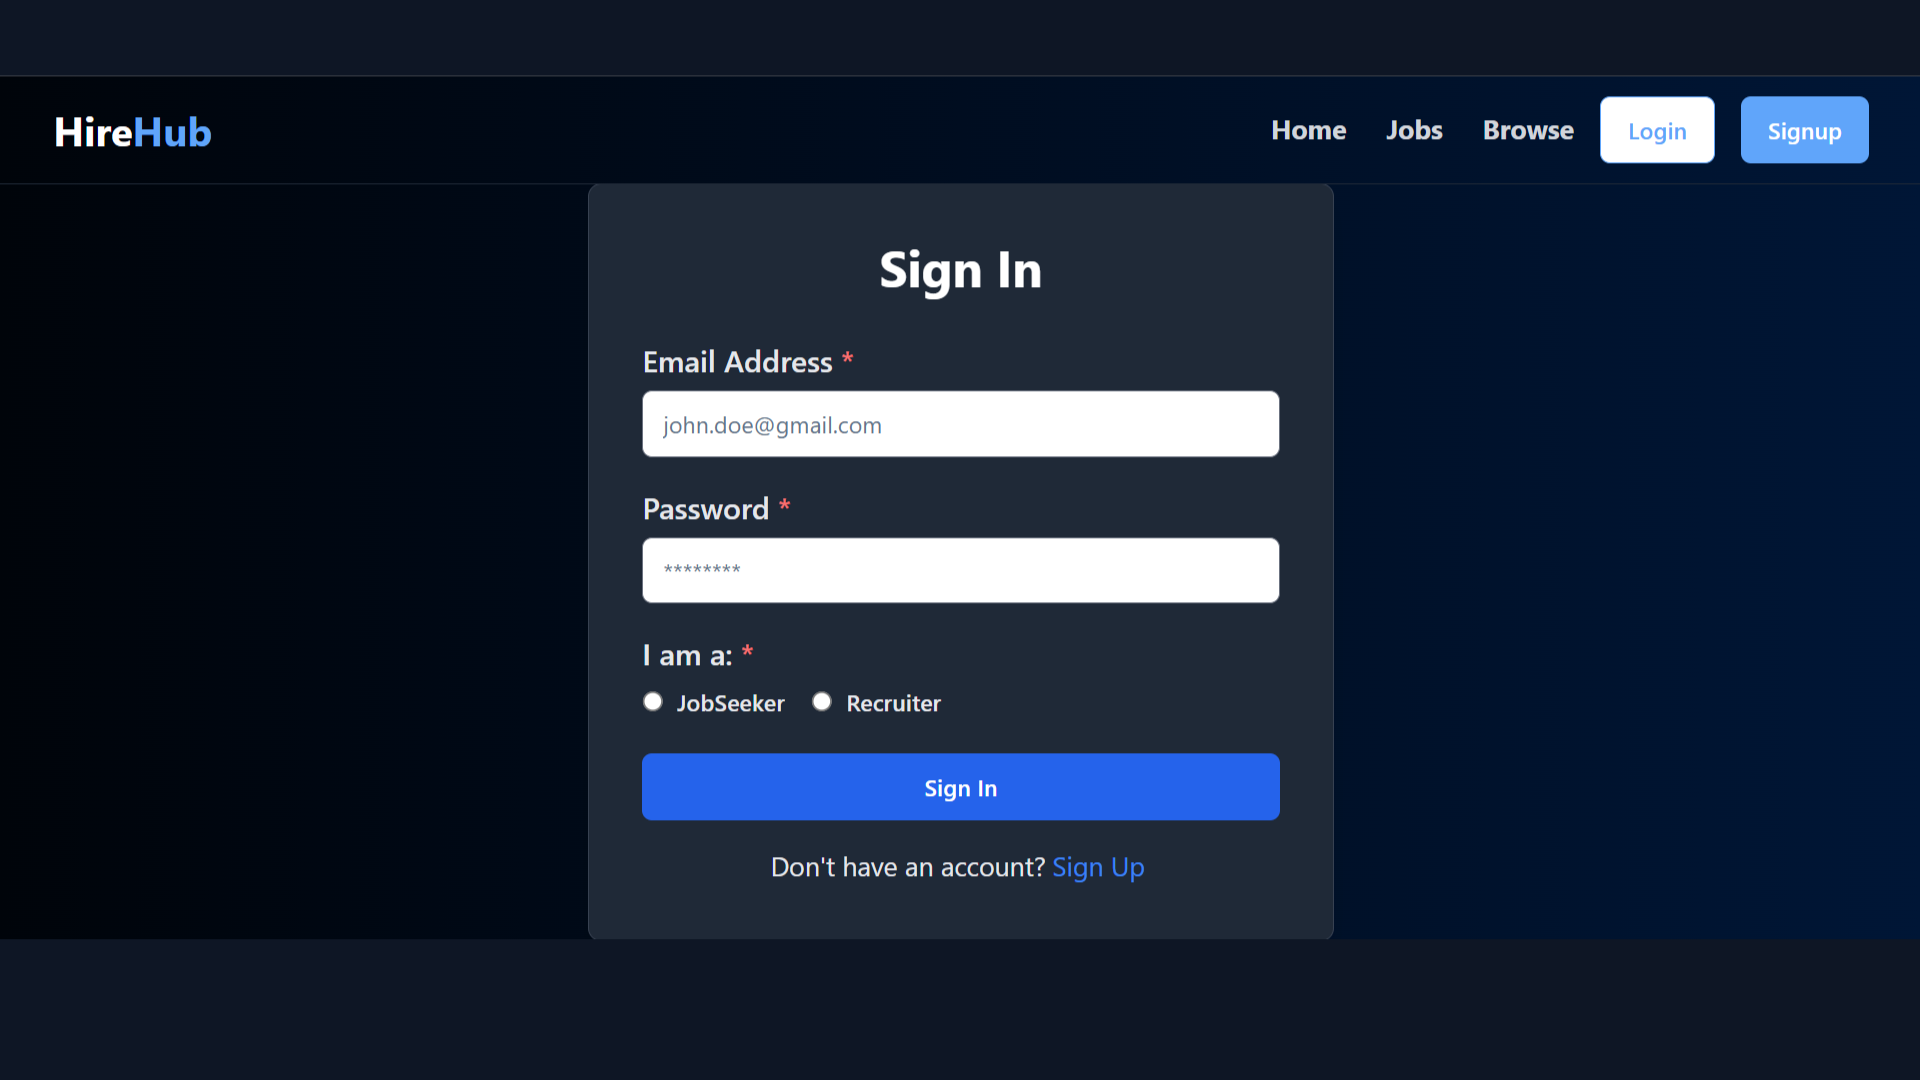 HireHub
Home Jobs Browse Login Signup
Sign In
Email Address *
john.doe@gmail.com
Password *
********
I am a: *
JobSeeker Recruiter
Sign In
Don't have an account? Sign Up